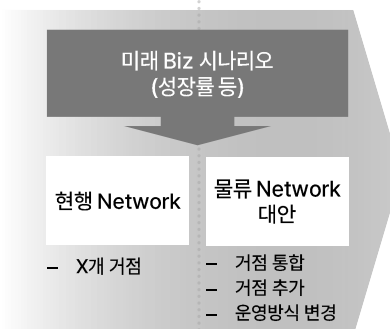 미래 Biz 시나리오
(성장률 등)
현행 Network
물류 Network
대안
– X개 거점
– 거점 통합
– 거점 추가
– 운영방식 변경